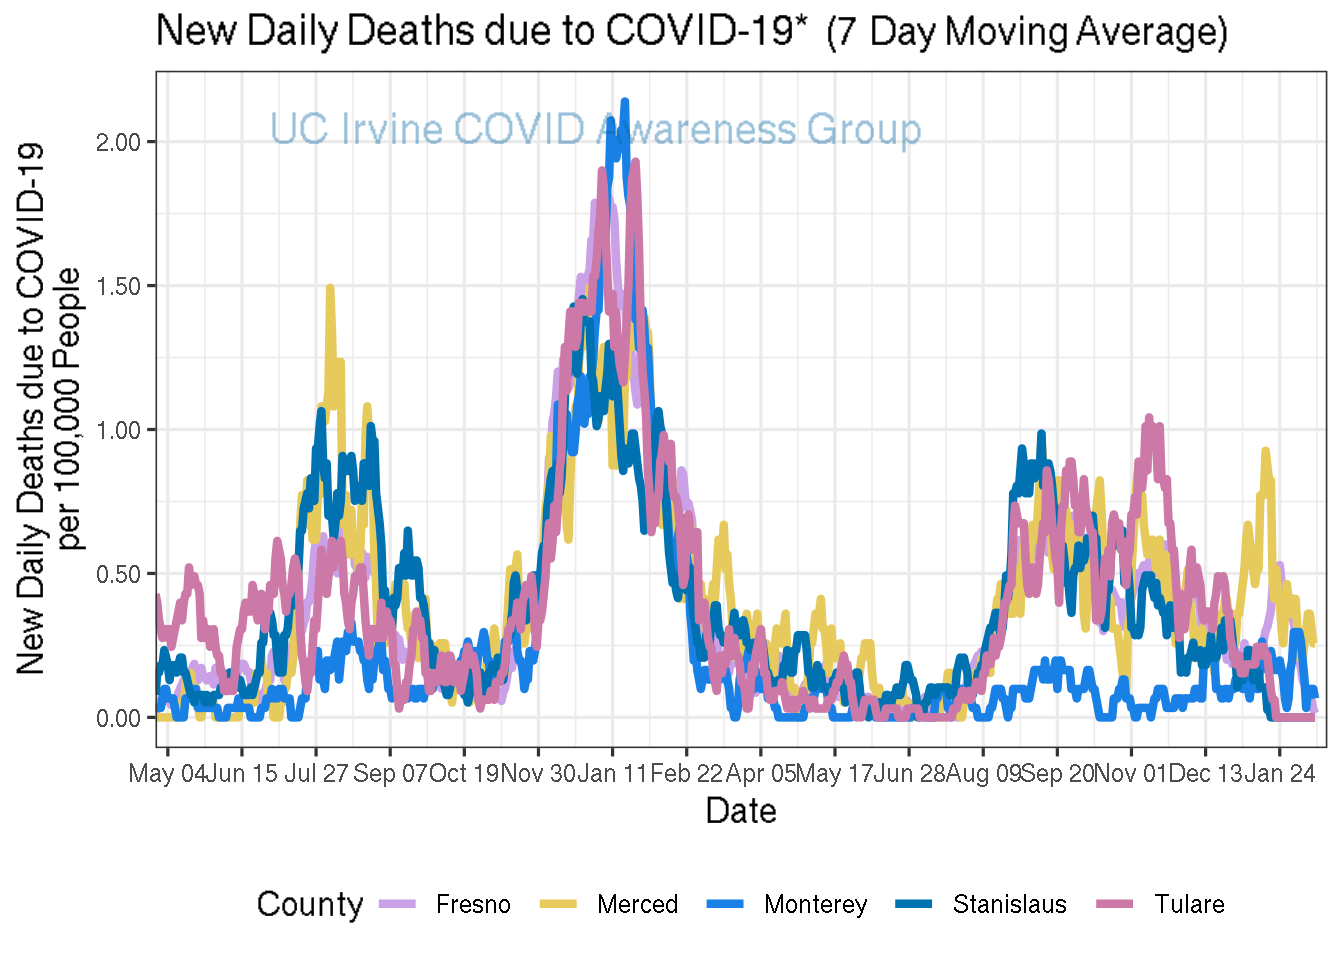 New Daily Deaths due to COVID-19* (7 Day Moving Average)
UC Irvine COVID Awareness Group
New Daily Deaths due to COVID-19
per 100,000 People
2.00
1.50
1.00
0.50
0.00
May 04 Jun 15 Jul 27 Sep 07 Oct 19 Nov 30 Jan 11 Feb 22 Apr 05 May 17 Jun 28 Aug 09 Sep 20 Nov 01 Dec 13 Jan 24
Date
County Fresno Merced Monterey Stanislaus Tulare